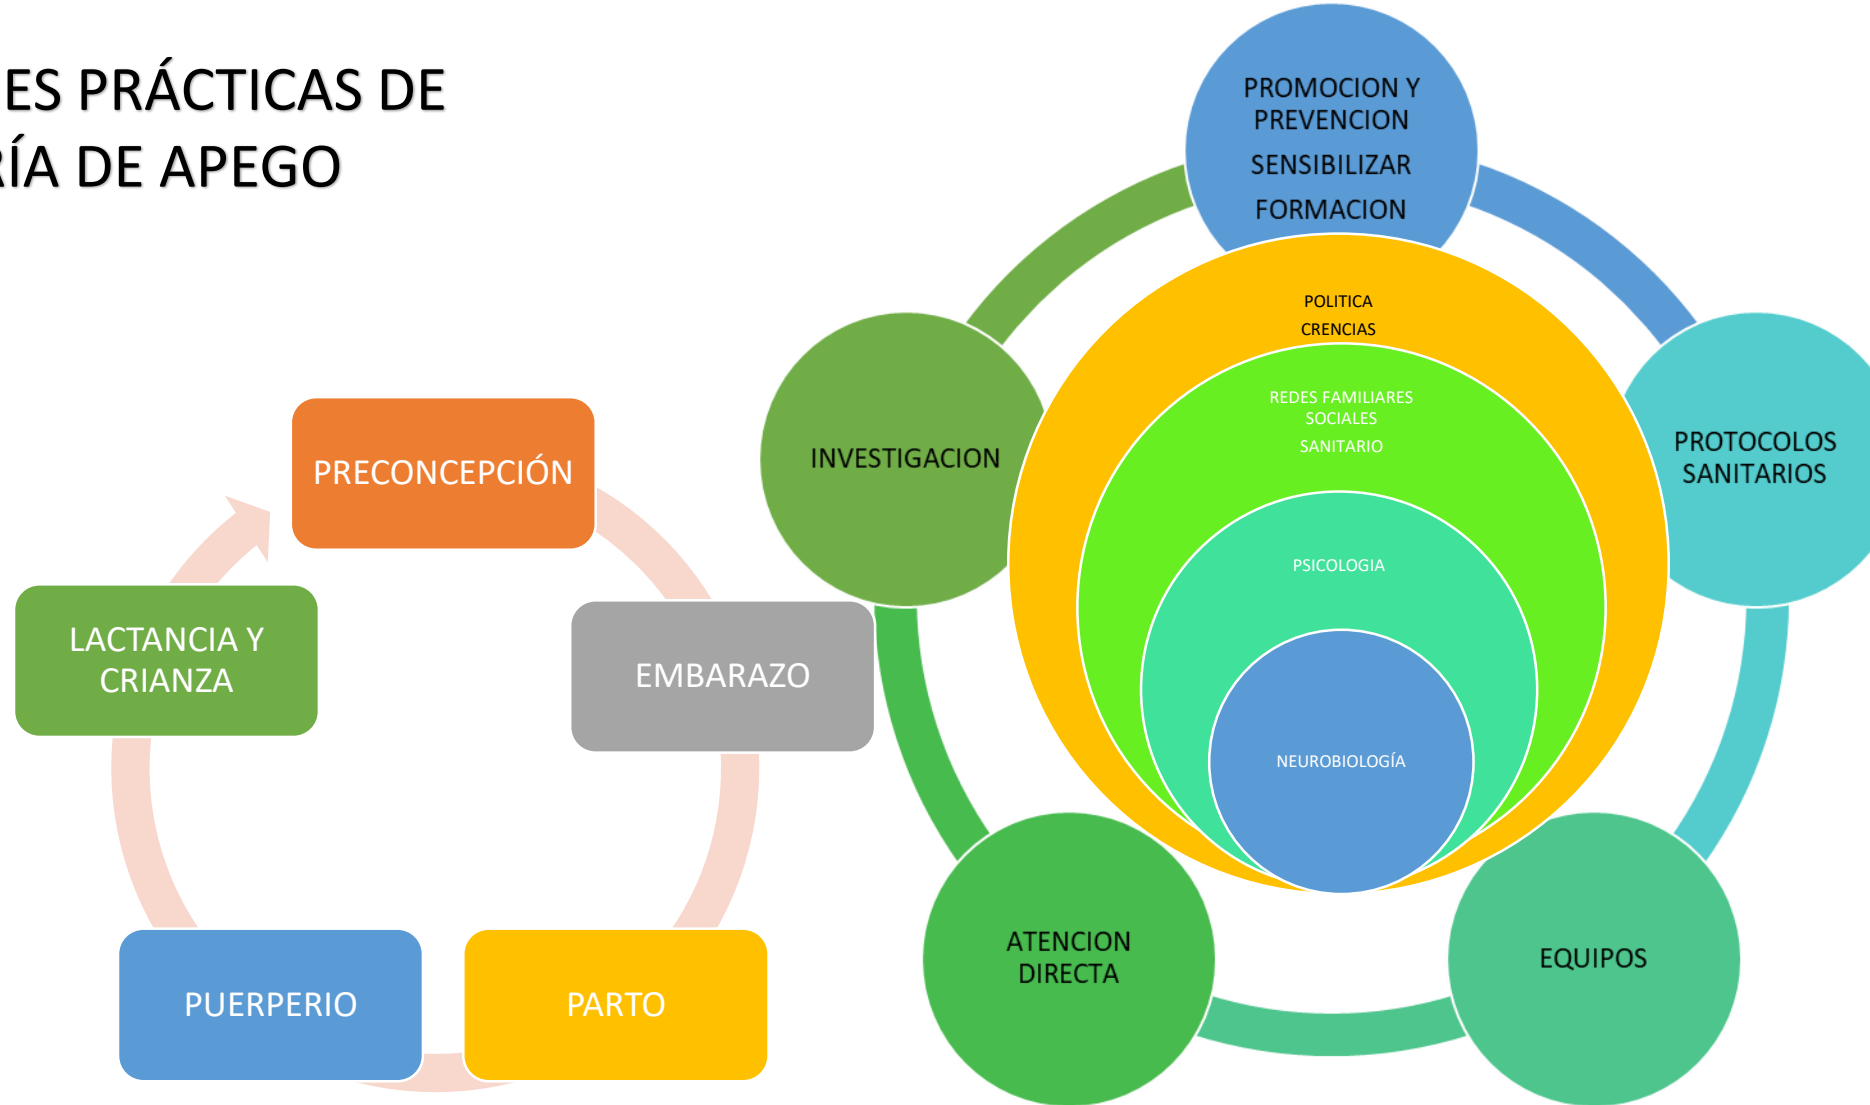 ES PRÁCTICAS DE
RÍA DE APEGO
PRECONCEPCIÓN
EMBARAZO
PARTO
PUERPERIO
LACTANCIA Y
CRIANZA
PROMOCION Y
PREVENCION
SENSIBILIZAR
FORMACION
PROTOCOLOS
SANITARIOS
EQUIPOS
ATENCION
DIRECTA
INVESTIGACION
POLITICA
CRENCIAS
REDES FAMILIARES
SOCIALES
SANITARIO
PSICOLOGIA
NEUROBIOLOGÍA